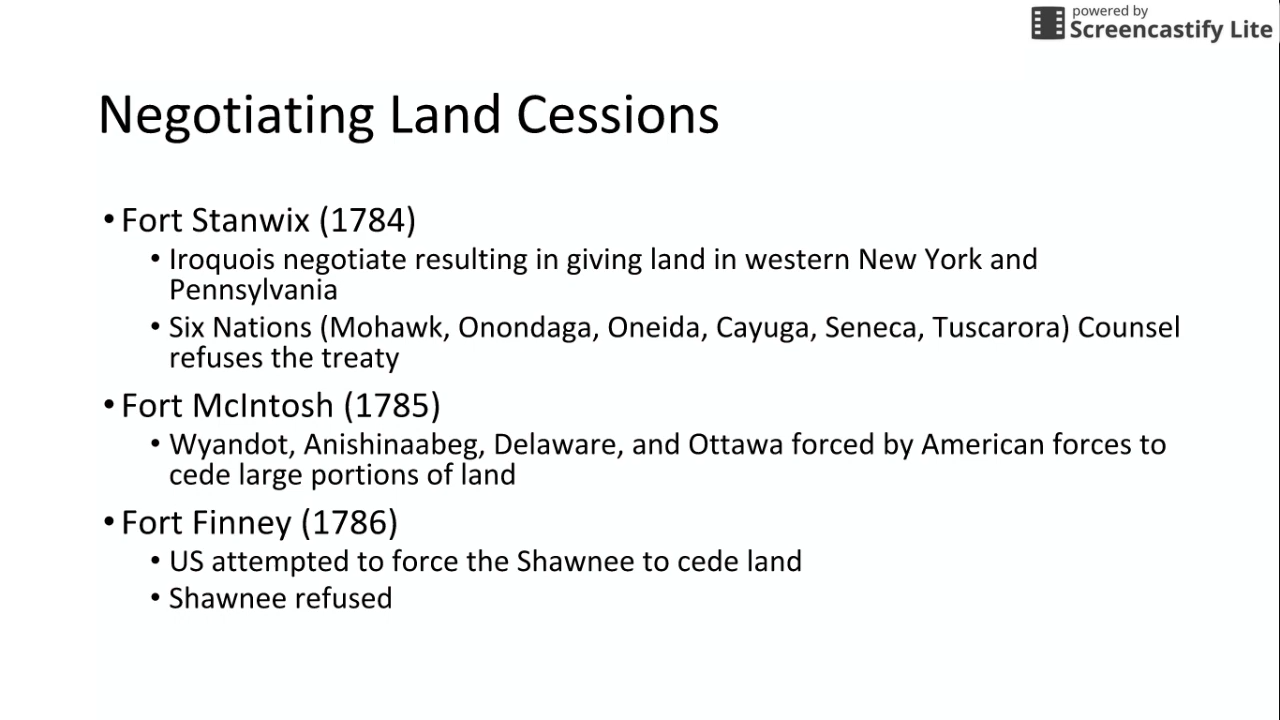 powered by
Screencastify Lite
Negotiating Land Cessions
•Fort Stanwix (1784)
• Iroquois negotiate resulting in giving land in western New York and
Pennsylvania
• Six Nations (Mohawk, Onondaga, Oneida, Cayuga, Seneca, Tuscarora) Counsel
refuses the treaty
•Fort McIntosh (1785)
• Wyandot, Anishinaabeg, Delaware, and Ottawa forced by American forces to
cede large portions of land
•Fort Finney (1786)
• US attempted to force the Shawnee to cede land
• Shawnee refused